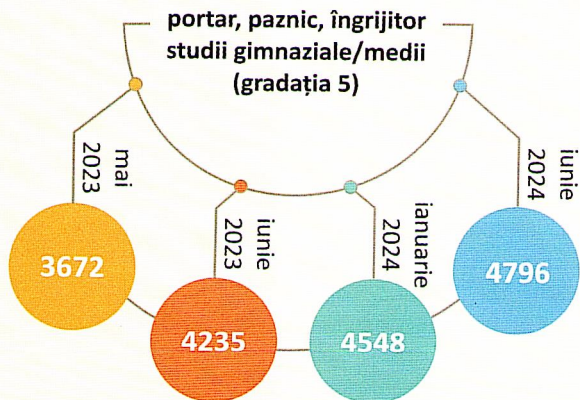 portar, paznic, îngrijitor
studii gimnaziale/medii
(gradația 5)
mai
2023
3672
iunie
2023
4235
ianuarie
2024
4548
iunie
2024
4796